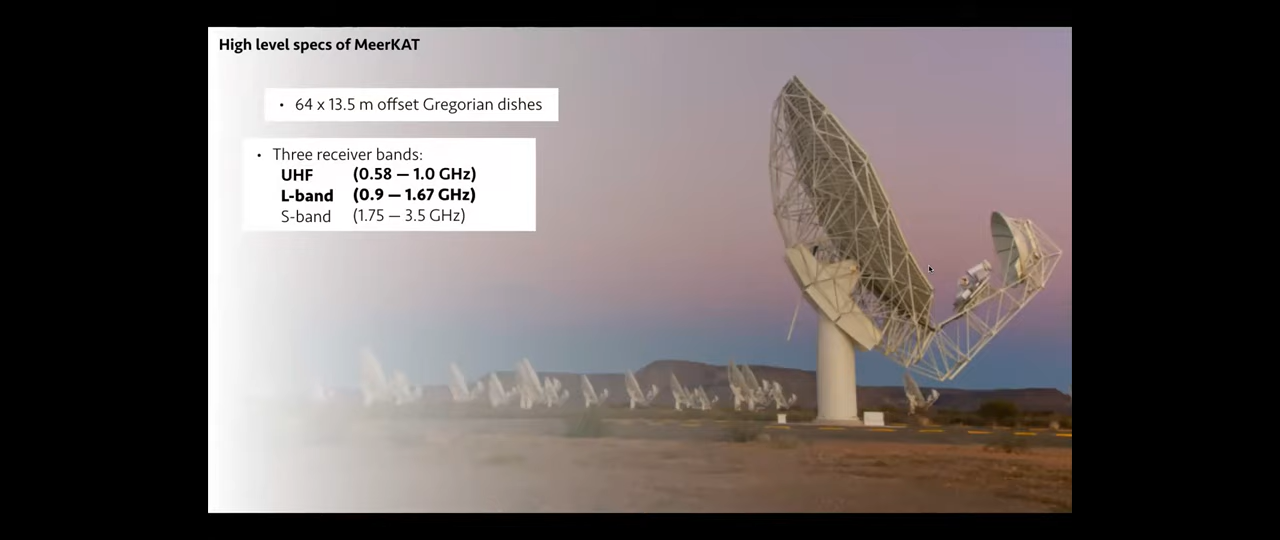 High level specs of MeerKAT
• 64 x 13.5 m offset Gregorian dishes
• Three receiver bands:
UHF (0.58 — 1.0 GHz)
L-band (0.9 — 1.67 GHz)
S-band (1.75 — 3.5 GHz)